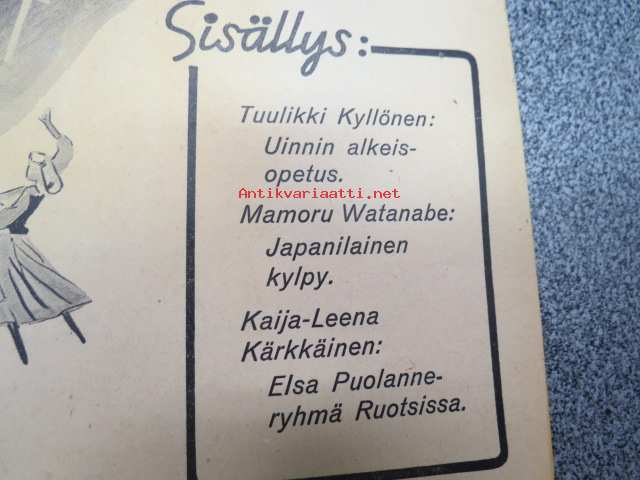 Sisällys:
Tuulikki Kyllönen:
Uinnin alkeis-
opetus.
Antikvariaatti.net
Mamoru Watanabe:
Japanilainen
kylpy.
Kaija-Leena
Kärkkäinen:
Elsa Puolanne-
ryhmä Ruotsissa.